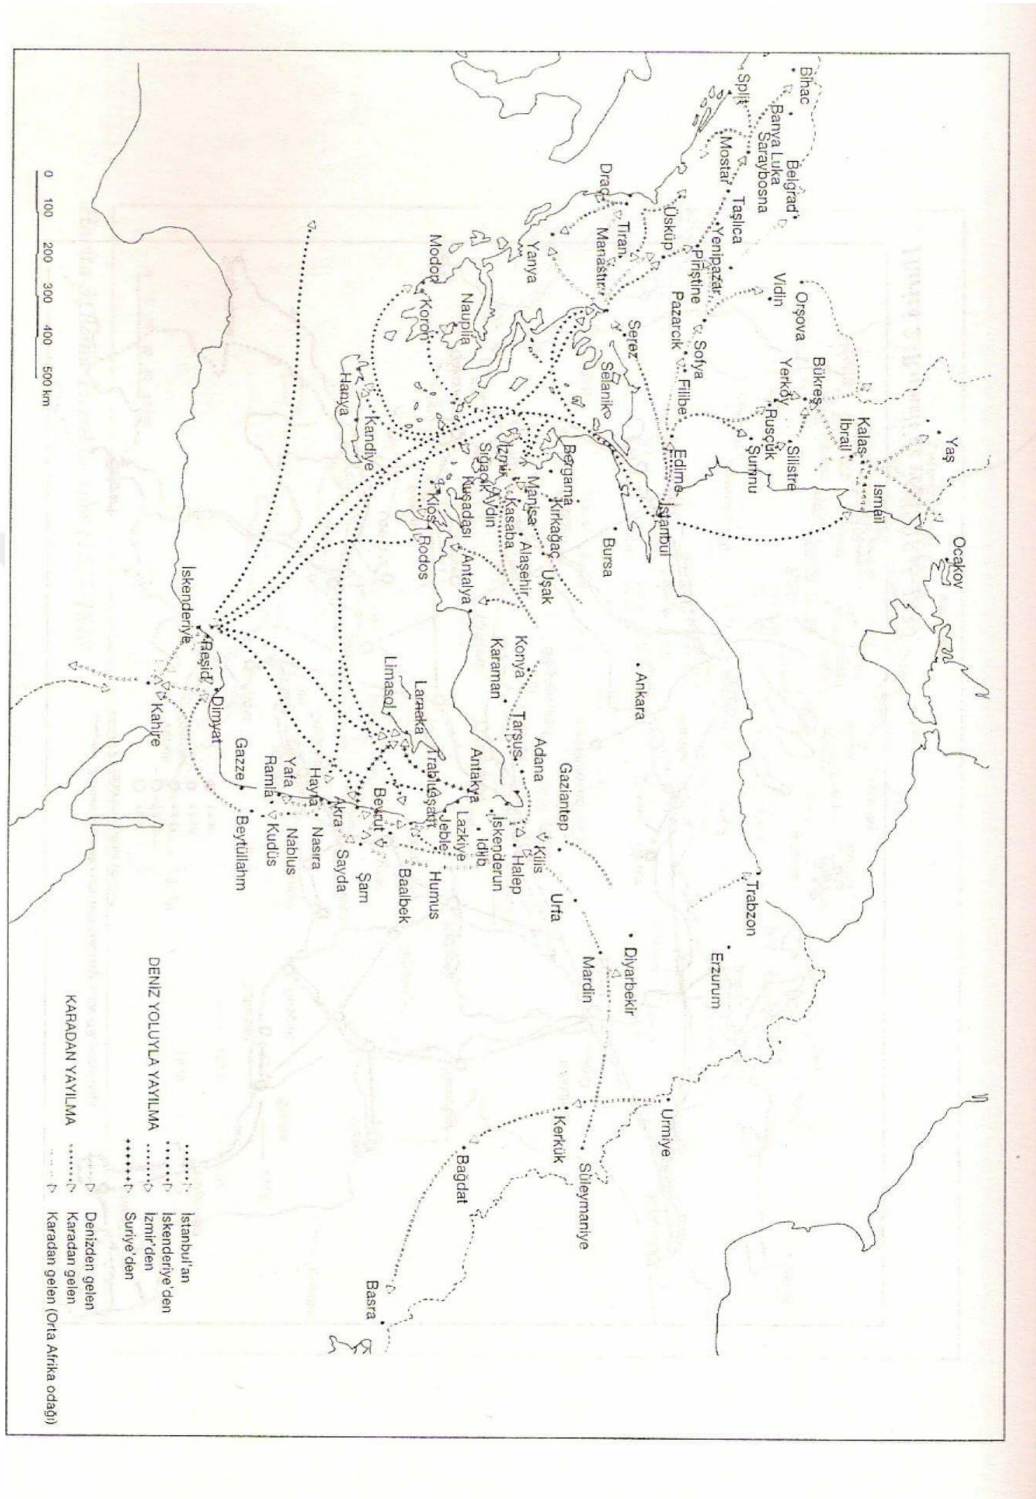 Bihac
Split
Banya Luka
Saraybosna
Mostar
Belgrad
Taşlıca
Yenipazar
Piriştine
Üsküp
Draç
Tiran
Manastır
Yanya
Orşova
Vidin
Sofya
Pazarcık
Filibe
Serez
Selanik
Modon
Koron
Nauplia
Hanya
Kandiye
Bükreş
Yerköy
Rusçuk
Silistre
Şumnu
Kalas
İbrail
Yaş
İsmail
Ocakov
Edirne
İstanbul
Bursa
Bergama
Kırkağaç
Manisa
İzmir
Kasaba
Alaşehir
Uşak
Sığacık
Aydın
Kuşadası
Kios
Rodos
Antalya
Ankara
Konya
Karaman
Tarsus
Adana
Gaziantep
Kilis
Halep
İskenderun
Antakya
İdlib
Lazkiye
Jeble
Trablusşam
Larnaka
Limasol
Humus
Baalbek
Beyrut
Şam
Sayda
Akra
Hayfa
Nasıra
Nablus
Yafa
Ramla
Kudüs
Gazze
Beytüllahm
İskenderiye
Reşid
Dimyat
Kahire
Urfa
Mardin
Diyarbekir
Trabzon
Erzurum
Urmiye
Kerkük
Süleymaniye
Bağdat
Basra
0 100 200 300 400 500 km
DENİZ YOLUYLA YAYILMA
İstanbul'an
İskenderiye'den
İzmir'den
Suriye'den
KARADAN YAYILMA
Denizden gelen
Karadan gelen
Karadan gelen (Orta Afrika odağı)